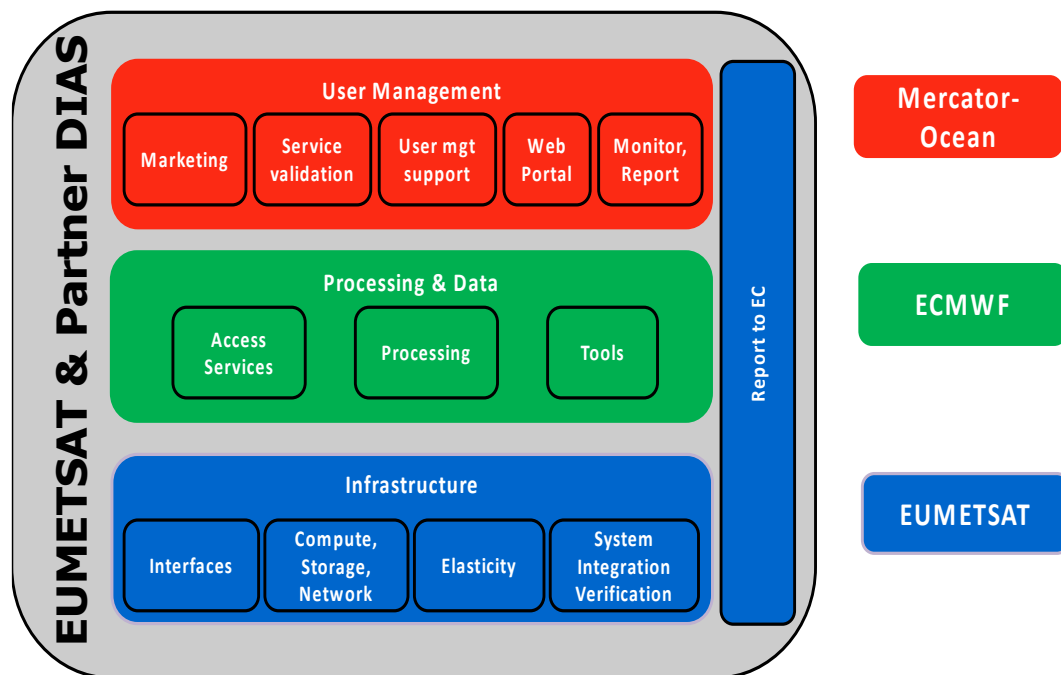 EUMETSAT & Partner DIAS
User Management
Marketing
Service
validation
User mgt
support
Web
Portal
Monitor,
Report
Processing & Data
Access
Services
Processing
Tools
Infrastructure
Interfaces
Compute,
Storage,
Network
Elasticity
System
Integration
Verification
Report to EC
Mercator-
Ocean
ECMWF
EUMETSAT